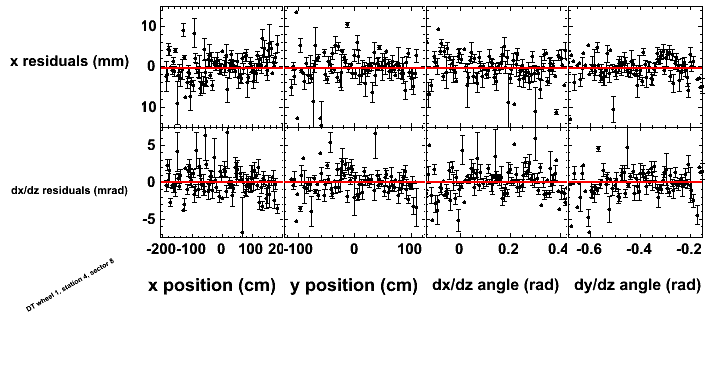 10
x residuals (mm)
0
10
5
dx/dz residuals (mrad)
0
-5
-200 -100 0 100 20 -100 0 100 0 0.2 0.4 -0.6 -0.4 -0.2
x position (cm) y position (cm) dx/dz angle (rad) dy/dz angle (rad)
DT wheel 1, station 4, sector 8